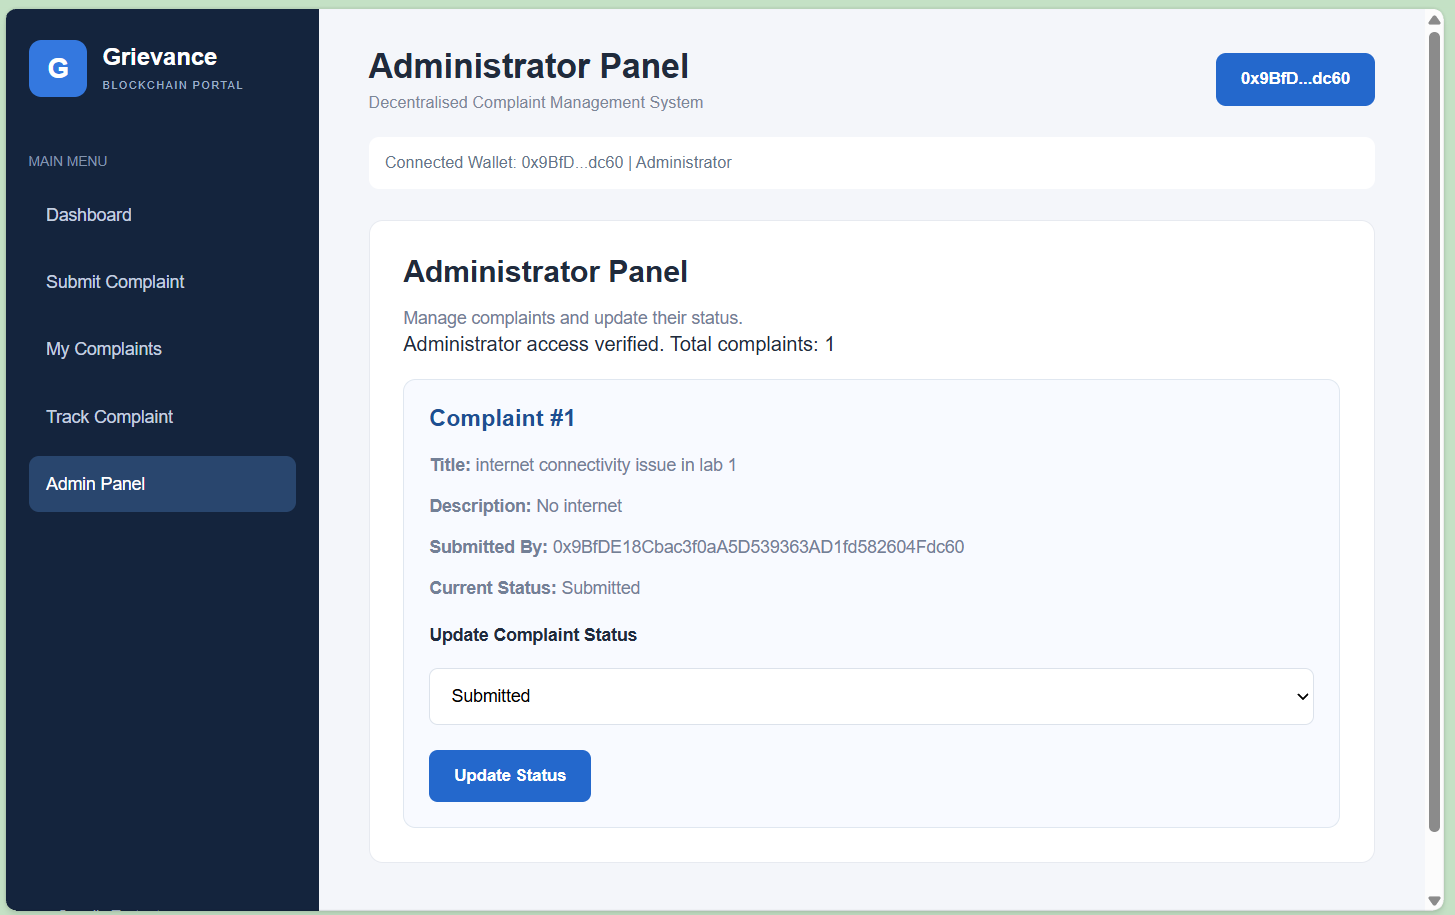 G
Grievance
BLOCKCHAIN PORTAL
MAIN MENU
Dashboard
Submit Complaint
My Complaints
Track Complaint
Admin Panel
Administrator Panel
Decentralised Complaint Management System
0x9BfD...dc60
Connected Wallet: 0x9BfD...dc60 | Administrator
Administrator Panel
Manage complaints and update their status.
Administrator access verified. Total complaints: 1
Complaint #1
Title: internet connectivity issue in lab 1
Description: No internet
Submitted By: 0x9BfDE18Cbac3f0aA5D539363AD1fd582604Fdc60
Current Status: Submitted
Update Complaint Status
Submitted
Update Status